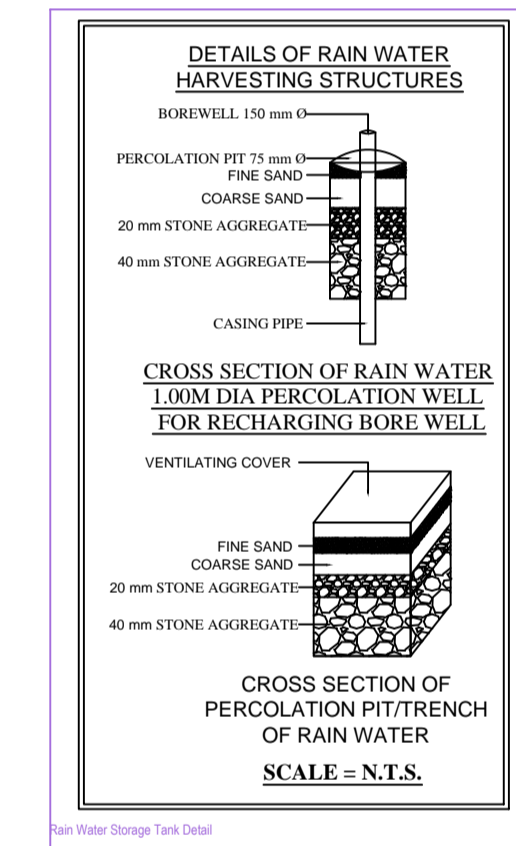 DETAILS OF RAIN WATER
HARVESTING STRUCTURES
BOREWELL 150 mm Ø
PERCOLATION PIT 75 mm Ø
FINE SAND
COARSE SAND
20 mm STONE AGGREGATE
40 mm STONE AGGREGATE
CASING PIPE
CROSS SECTION OF RAIN WATER
1.00M DIA PERCOLATION WELL
FOR RECHARGING BORE WELL
VENTILATING COVER
FINE SAND
COARSE SAND
20 mm STONE AGGREGATE
40 mm STONE AGGREGATE
CROSS SECTION OF
PERCOLATION PIT/TRENCH
OF RAIN WATER
SCALE = N.T.S.
Rain Water Storage Tank Detail